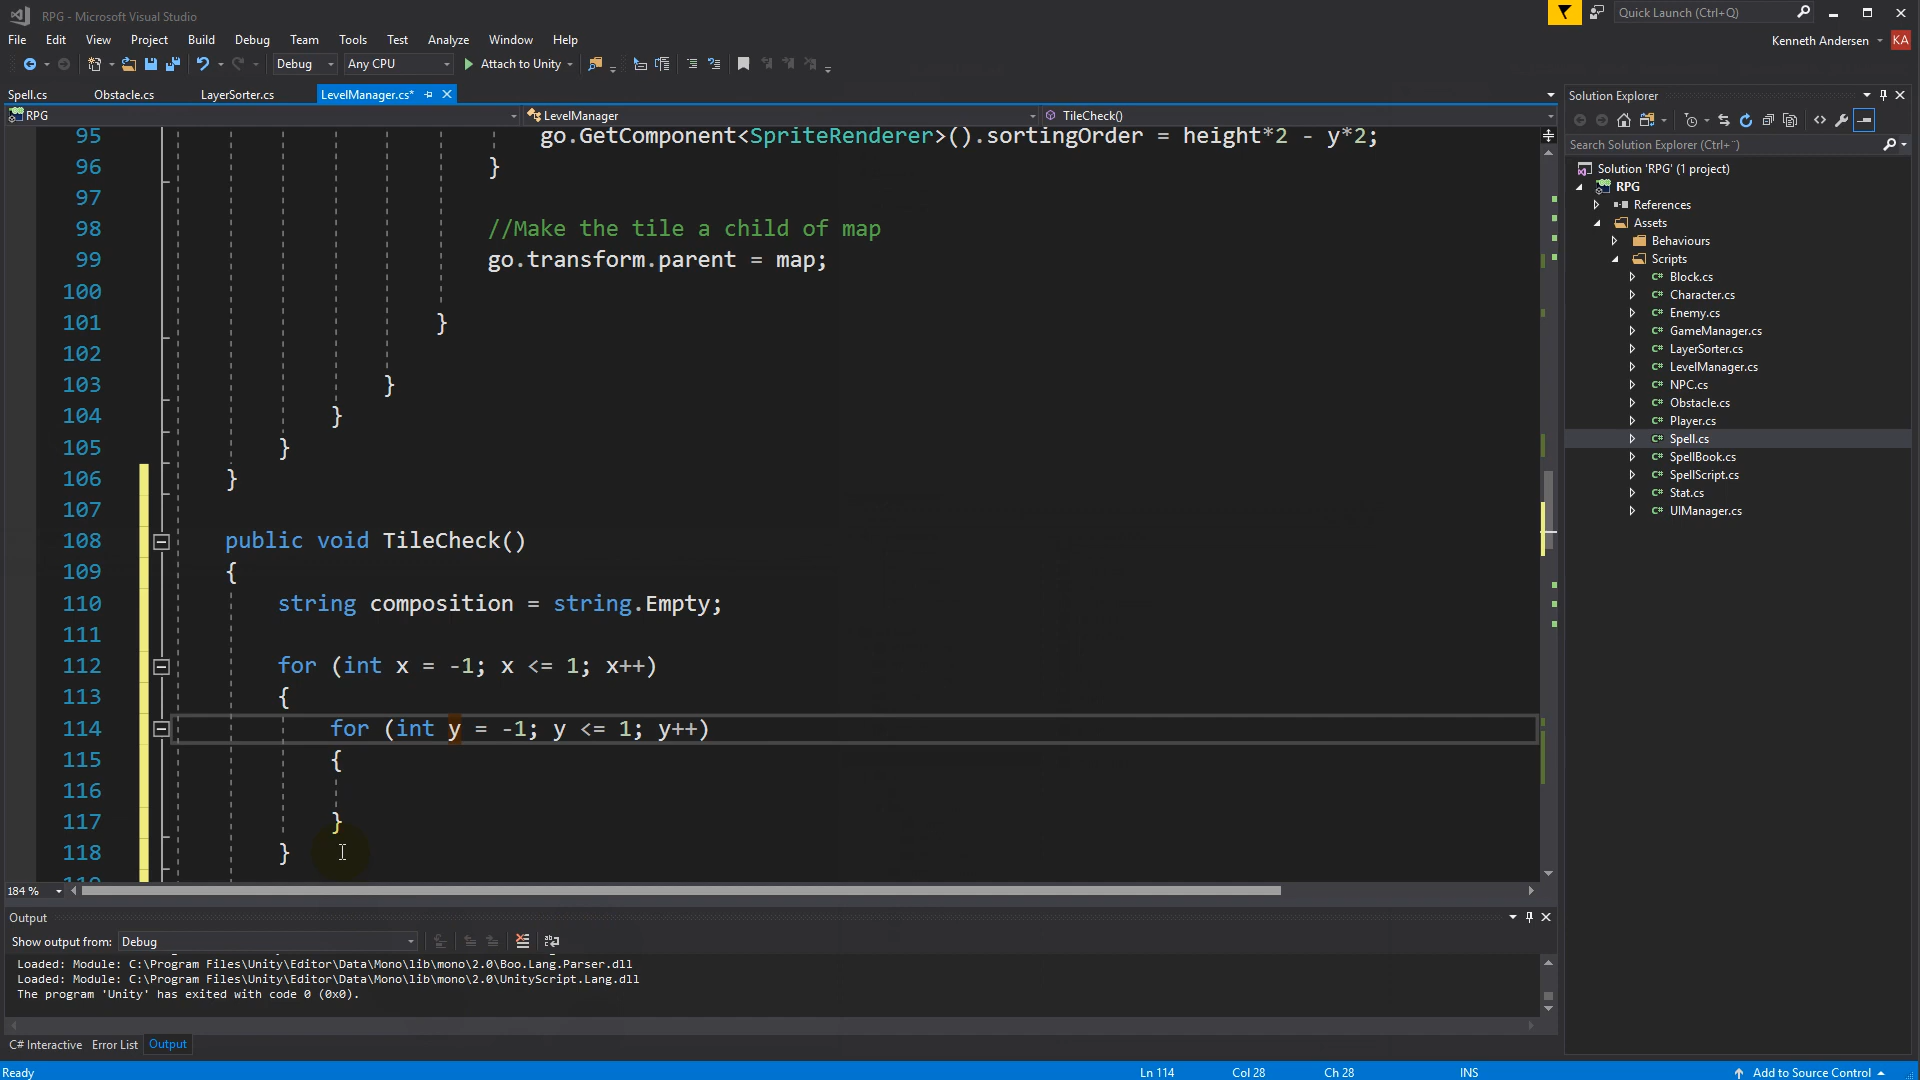 RPG - Microsoft Visual Studio
Quick Launch (Ctrl+Q)
File Edit View Project Build Debug Team Tools Test Analyze Window Help
Kenneth Andersen KA
Debug Any CPU Attach to Unity
Spell.cs Obstacle.cs LayerSorter.cs LevelManager.cs*
RPG LevelManager TileCheck()
95 go.GetComponent<SpriteRenderer>().sortingOrder = height*2 - y*2;
96 }
97
98 //Make the tile a child of map
99 go.transform.parent = map;
100
101 }
102
103 }
104 }
105 }
106 }
107
108 public void TileCheck()
109 {
110 string composition = string.Empty;
111
112 for (int x = -1; x <= 1; x++)
113 {
114 for (int y = -1; y <= 1; y++)
115 {
116
117 }
118 }
184 %
Output
Show output from: Debug
Loaded: Module: C:\Program Files\Unity\Editor\Data\Mono\lib\mono\2.0\Boo.Lang.Parser.dll
Loaded: Module: C:\Program Files\Unity\Editor\Data\Mono\lib\mono\2.0\UnityScript.Lang.dll
The program 'Unity' has exited with code 0 (0x0).
C# Interactive Error List Output
Ready Ln 114 Col 28 Ch 28 INS Add to Source Control
Solution Explorer
Search Solution Explorer (Ctrl+¨)
Solution 'RPG' (1 project)
RPG
References
Assets
Behaviours
Scripts
C# Block.cs
C# Character.cs
C# Enemy.cs
C# GameManager.cs
C# LayerSorter.cs
C# LevelManager.cs
C# NPC.cs
C# Obstacle.cs
C# Player.cs
C# Spell.cs
C# SpellBook.cs
C# SpellScript.cs
C# Stat.cs
C# UIManager.cs